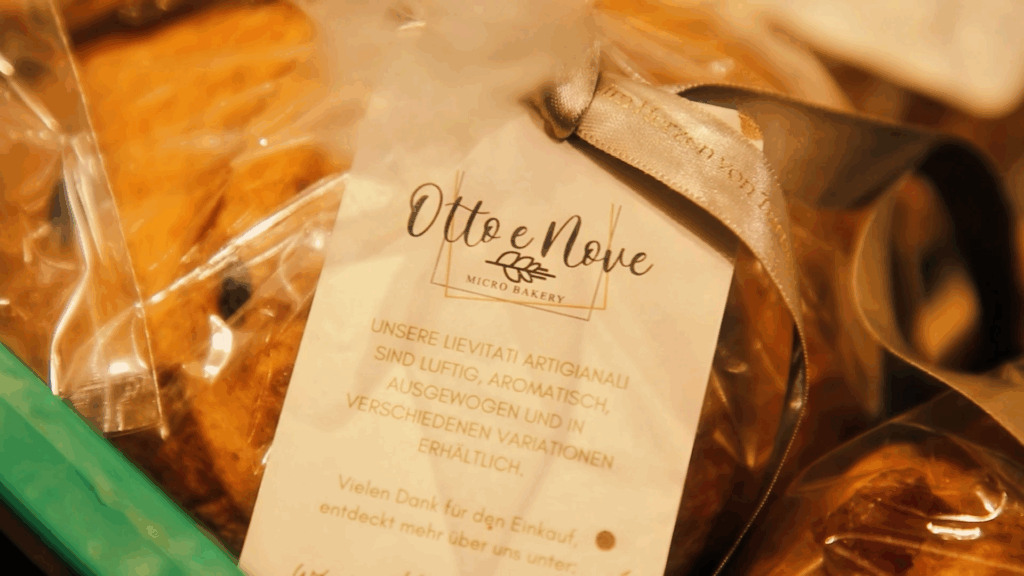 Otto e Nove
MICRO BAKERY
UNSERE LIEVITATI ARTIGIANALI
SIND LUFTIG, AROMATISCH,
AUSGEWOGEN UND IN
VERSCHIEDENEN VARIATIONEN
ERHÄLTLICH.
Vielen Dank für den Einkauf,
entdeckt mehr über uns unter: